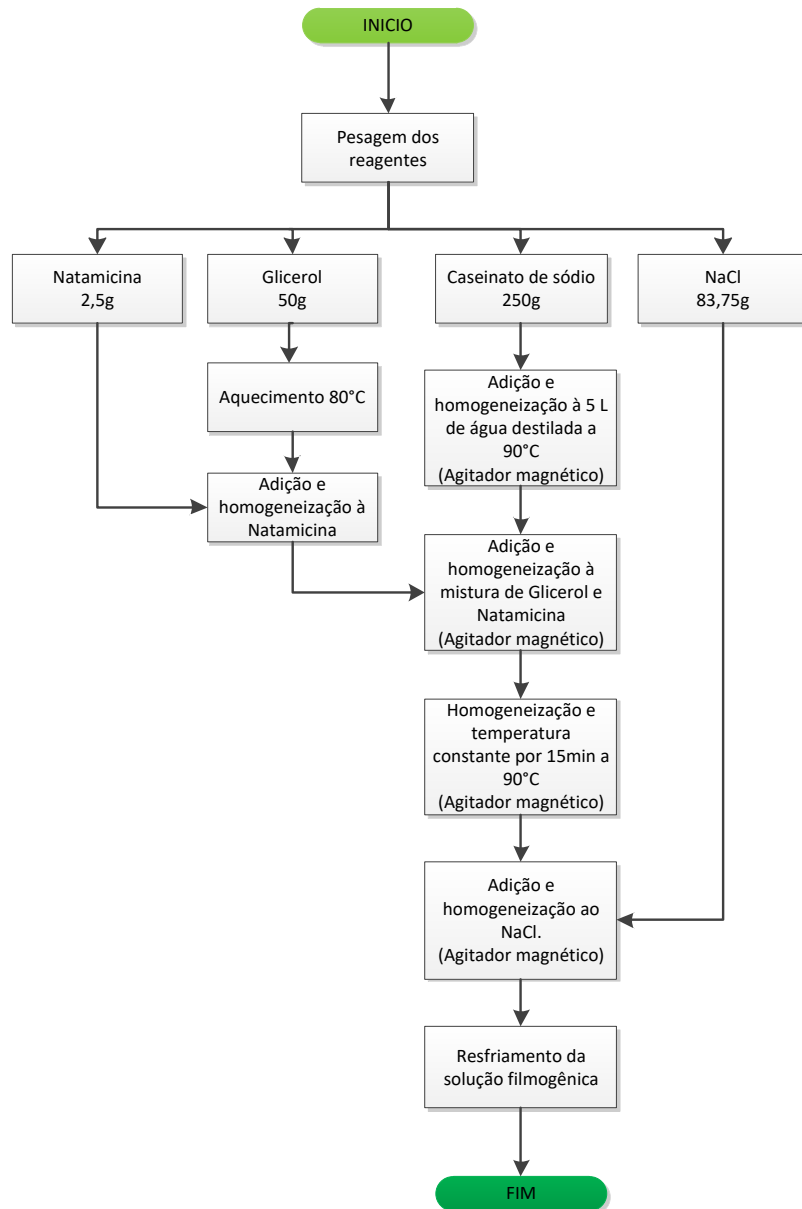 INICIO
Pesagem dos
reagentes
Natamicina
2,5g
Glicerol
50g
Caseinato de sódio
250g
NaCl
83,75g
Aquecimento 80°C
Adição e
homogeneização à 5 L
de água destilada a
90°C
(Agitador magnético)
Adição e
homogeneização à
Natamicina
Adição e
homogeneização à
mistura de Glicerol e
Natamicina
(Agitador magnético)
Homogeneização e
temperatura
constante por 15min a
90°C
(Agitador magnético)
Adição e
homogeneização ao
NaCl.
(Agitador magnético)
Resfriamento da
solução filmogênica
FIM